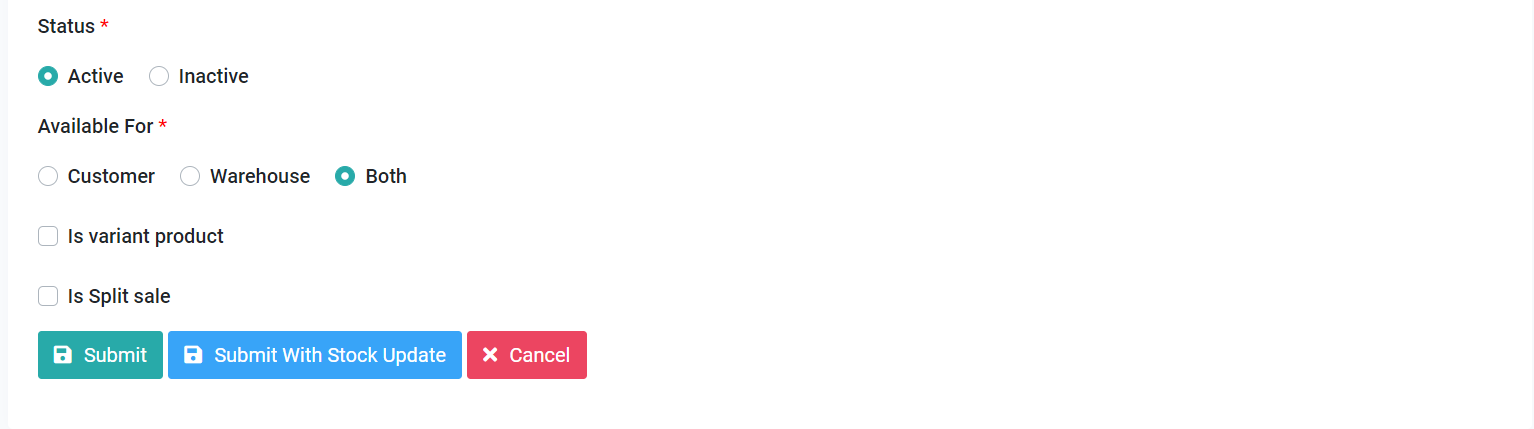 Status *
Active Inactive
Available For *
Customer Warehouse Both
Is variant product
Is Split sale
Submit Submit With Stock Update Cancel